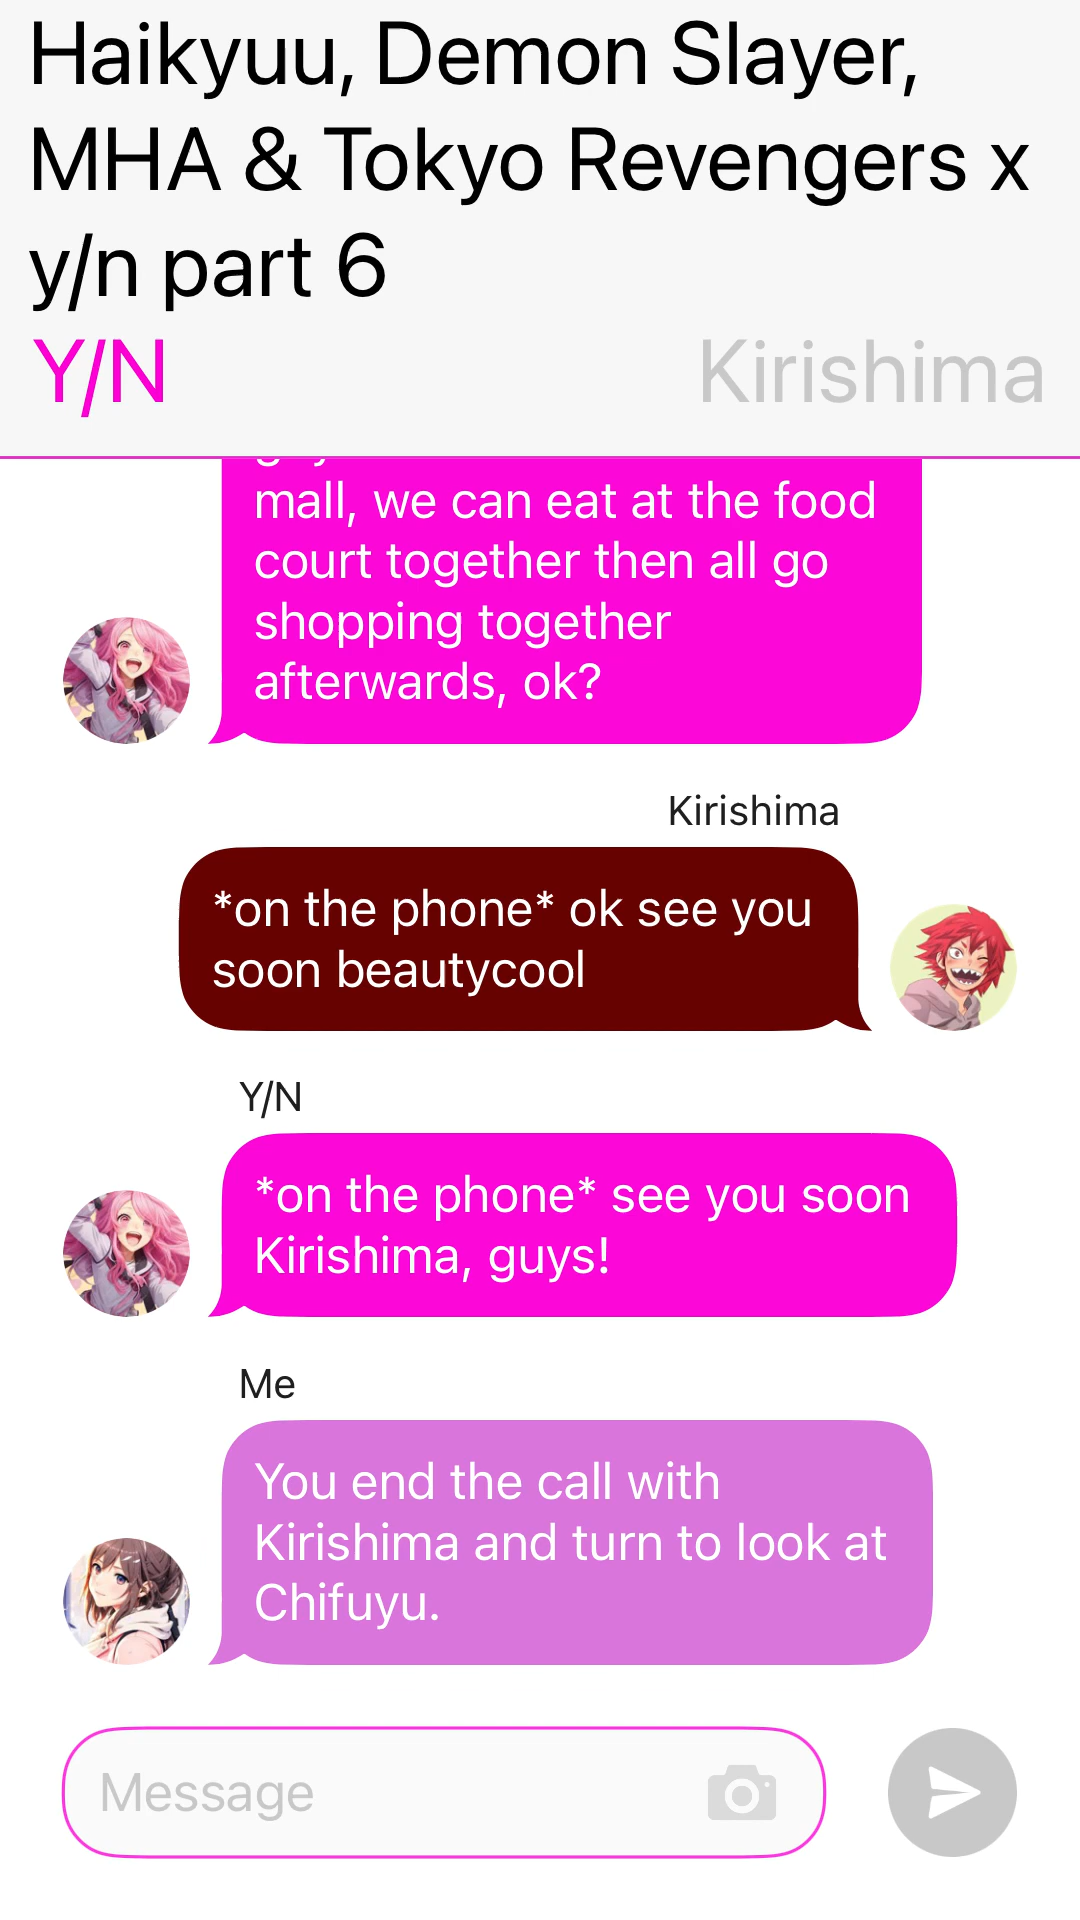 Haikyuu, Demon Slayer,
MHA & Tokyo Revengers x
y/n part 6
Y/N
Kirishima
mall, we can eat at the food
court together then all go
shopping together
afterwards, ok?
Kirishima
*on the phone* ok see you
soon beautycool
Y/N
*on the phone* see you soon
Kirishima, guys!
Me
You end the call with
Kirishima and turn to look at
Chifuyu.
Message